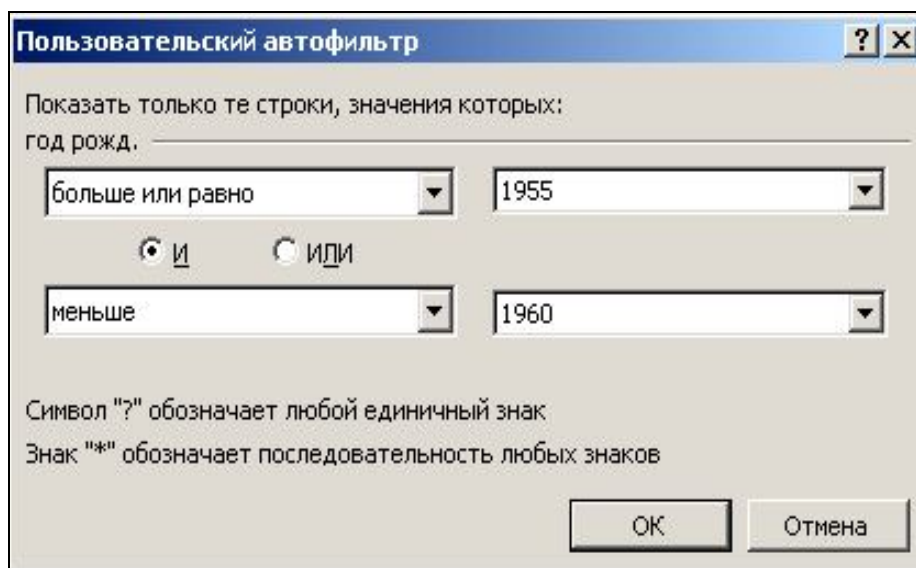 Пользовательский автофильтр
Показать только те строки, значения которых:
год рожд.
больше или равно 1955
И ИЛИ
меньше 1960
Символ "?" обозначает любой единичный знак
Знак "*" обозначает последовательность любых знаков
ОК Отмена